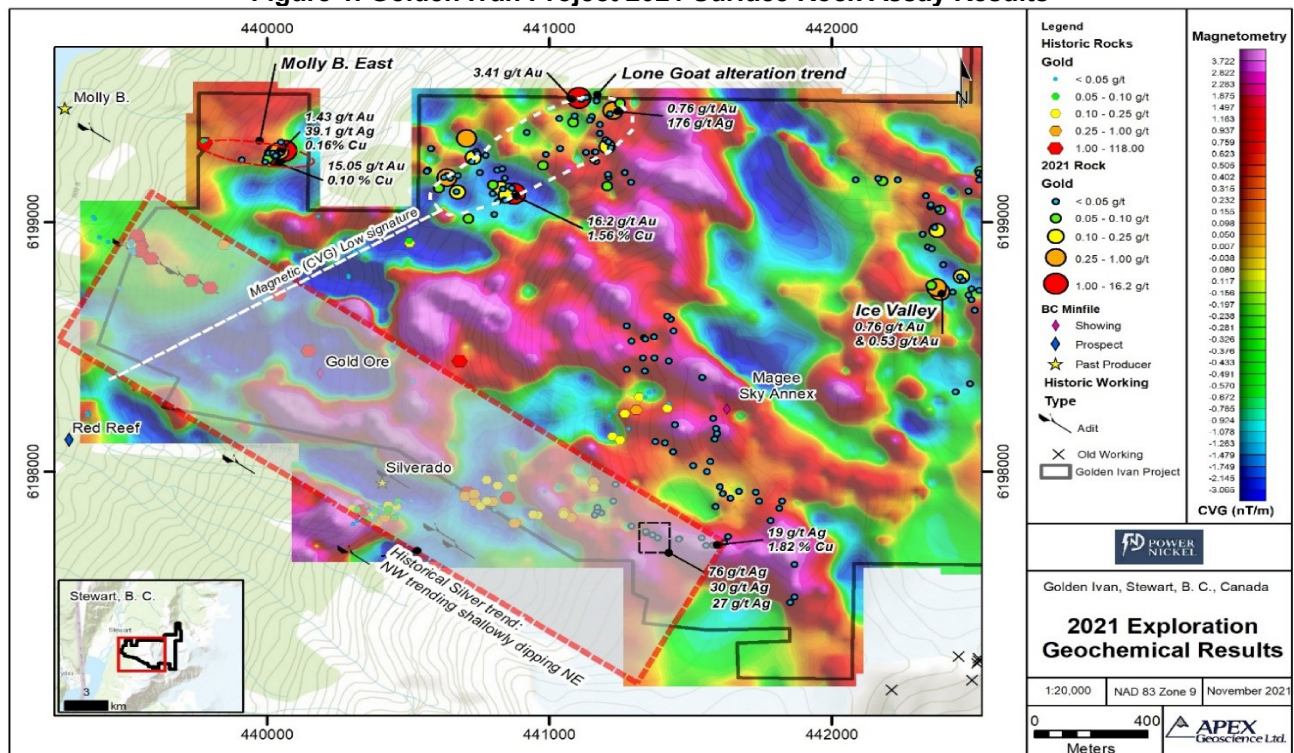 Figure 1: Golden Ivan Project 2021 Surface Rock Assay Results
440000
441000
442000
6199000
6198000
Molly B. East
Molly B.
1.43 g/t Au
39.1 g/t Ag
0.16% Cu
15.05 g/t Au
0.10 % Cu
3.41 g/t Au
Lone Goat alteration trend
0.76 g/t Au
176 g/t Ag
16.2 g/t Au
1.56 % Cu
Magnetic (CVG) Low signature
Ice Valley
0.76 g/t Au
& 0.53 g/t Au
Gold Ore
Magee
Sky Annex
Red Reef
Silverado
19 g/t Ag
1.82 % Cu
76 g/t Ag
30 g/t Ag
27 g/t Ag
Historical Silver trend:
NW trending shallowly dipping NE
N
6199000
6198000
440000
441000
442000
Stewart, B. C.
Stewart
3
km
Legend
Historic Rocks
Gold
< 0.05 g/t
0.05 - 0.10 g/t
0.10 - 0.25 g/t
0.25 - 1.00 g/t
1.00 - 118.00
2021 Rock
Gold
<0.05 g/t
0.05 - 0.10 g/t
0.10 - 0.25 g/t
0.25 - 1.00 g/t
1.00 - 16.2 g/t
BC Minfile
Showing
Prospect
Past Producer
Historic Working
Type
Adit
Old Working
Golden Ivan Project
Magnetometry
3.722
2.822
2.283
1.875
1.497
1.163
0.937
0.759
0.623
0.506
0.402
0.316
0.232
0.155
0.098
0.050
0.007
-0.038
-0.080
-0.117
-0.156
-0.197
-0.238
-0.281
-0.326
-0.376
-0.433
-0.491
-0.570
-0.672
-0.785
-0.924
-1.078
-1.263
-1.479
-1.749
-2.145
-3.065
CVG (nT/m)
POWER
NICKEL
Golden Ivan, Stewart, B. C., Canada
2021 Exploration
Geochemical Results
1:20,000
NAD 83 Zone 9
November 2021
0 400
Meters
APEX
Geoscience Ltd.